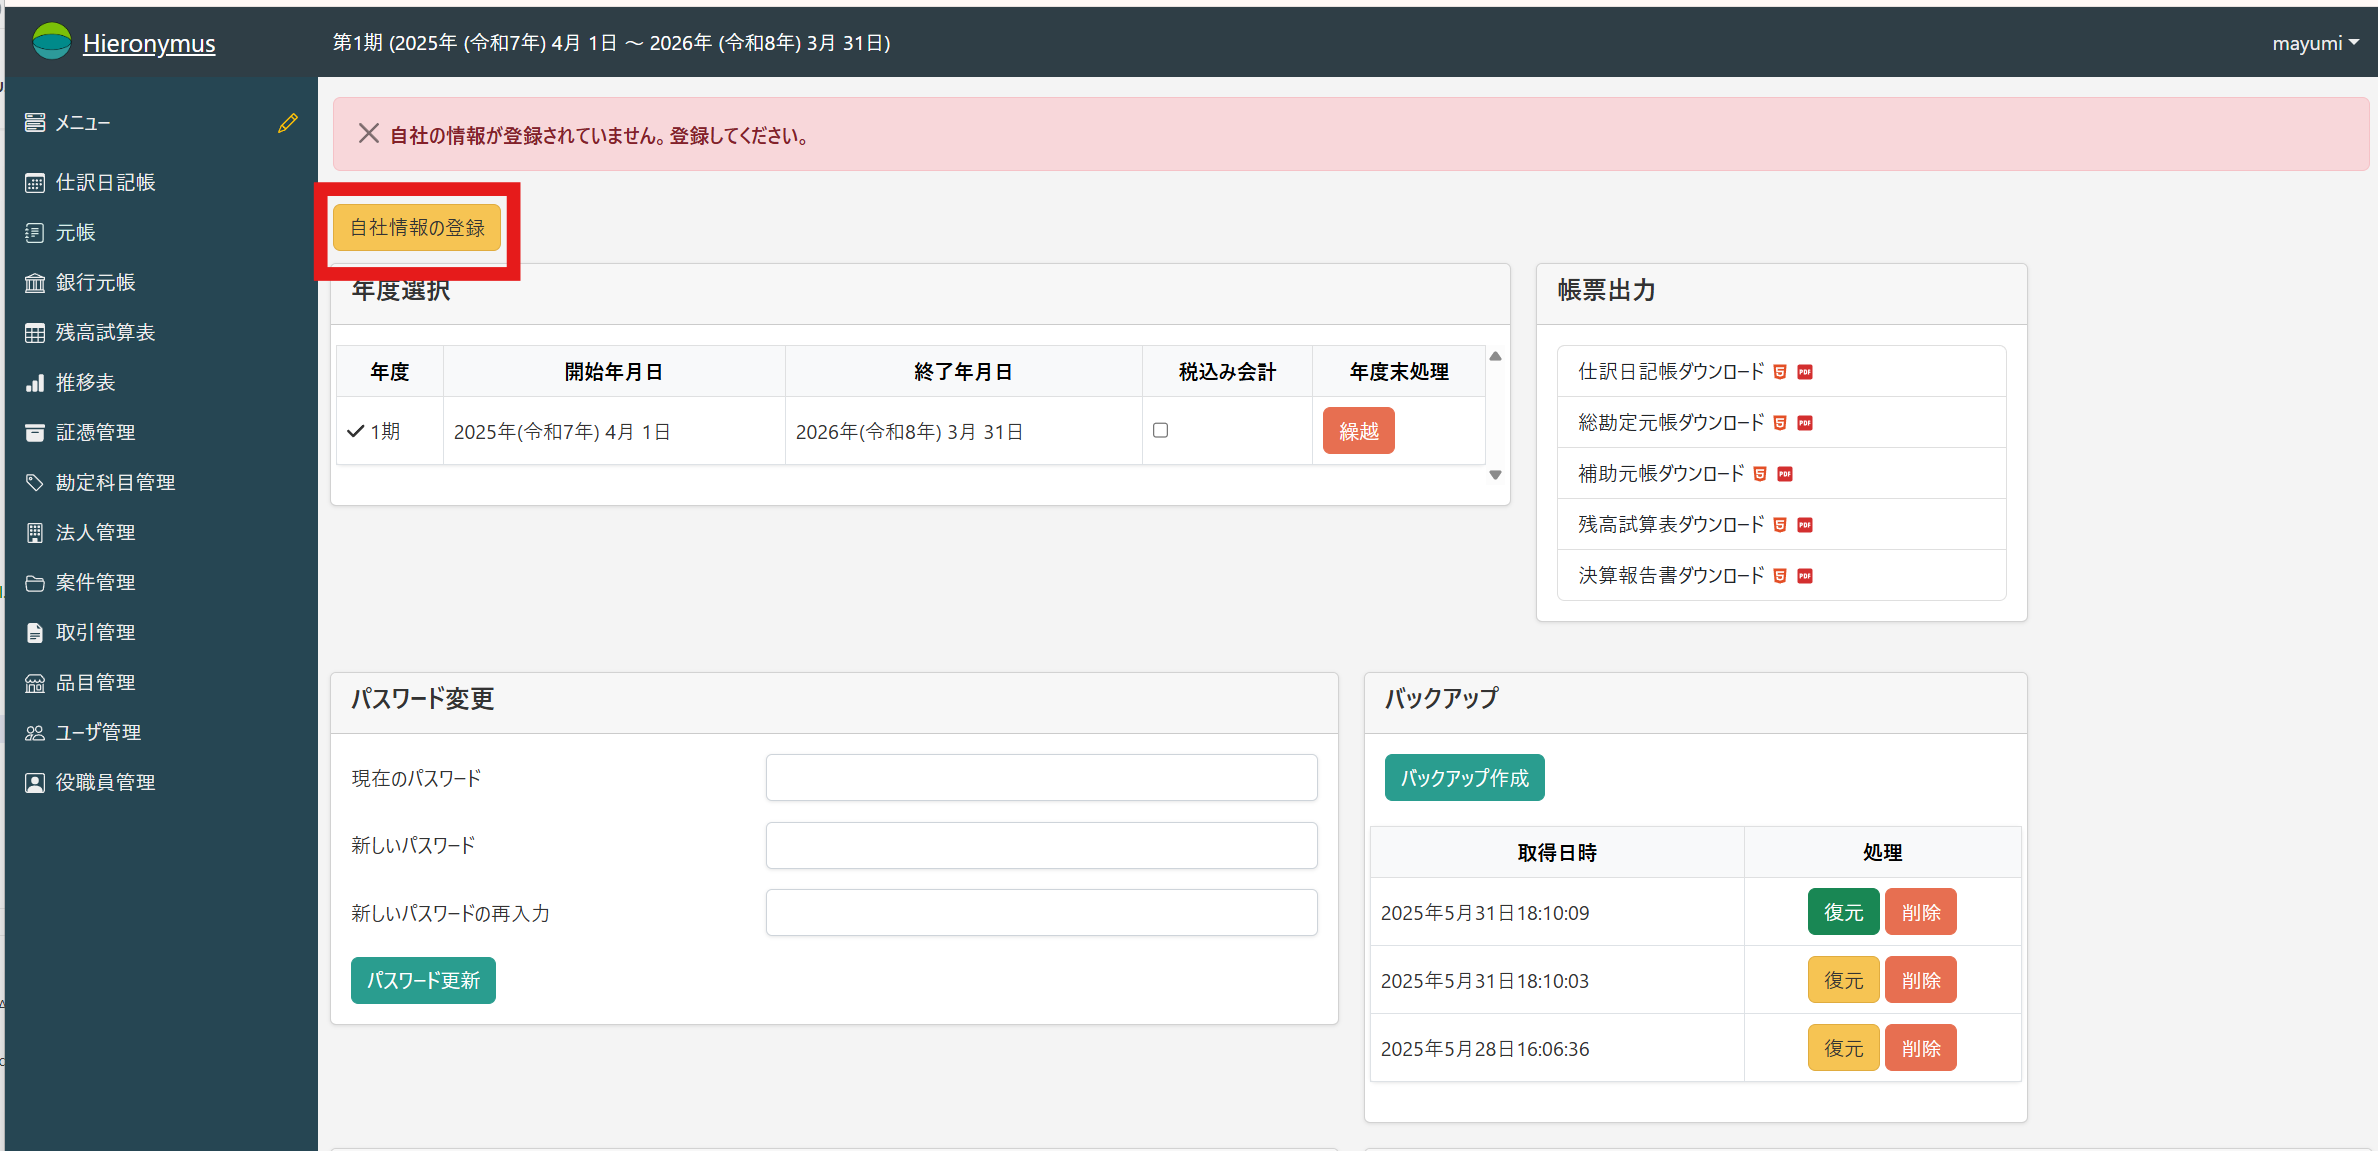 Hieronymus
第1期 (2025年 (令和7年) 4月 1日 ～ 2026年 (令和8年) 3月 31日)
mayumi
メニュー
仕訳日記帳
元帳
銀行元帳
残高試算表
推移表
証憑管理
勘定科目管理
法人管理
案件管理
取引管理
品目管理
ユーザ管理
役職員管理
自社の情報が登録されていません。登録してください。
自社情報の登録
年度選択
年度 開始年月日 終了年月日 税込み会計 年度末処理
1期 2025年(令和7年) 4月 1日 2026年(令和8年) 3月 31日 繰越
帳票出力
仕訳日記帳ダウンロード 5 PDF
総勘定元帳ダウンロード 5 PDF
補助元帳ダウンロード 5 PDF
残高試算表ダウンロード 5 PDF
決算報告書ダウンロード 5 PDF
パスワード変更
現在のパスワード
新しいパスワード
新しいパスワードの再入力
パスワード更新
バックアップ
バックアップ作成
取得日時 処理
2025年5月31日18:10:09 復元 削除
2025年5月31日18:10:03 復元 削除
2025年5月28日16:06:36 復元 削除